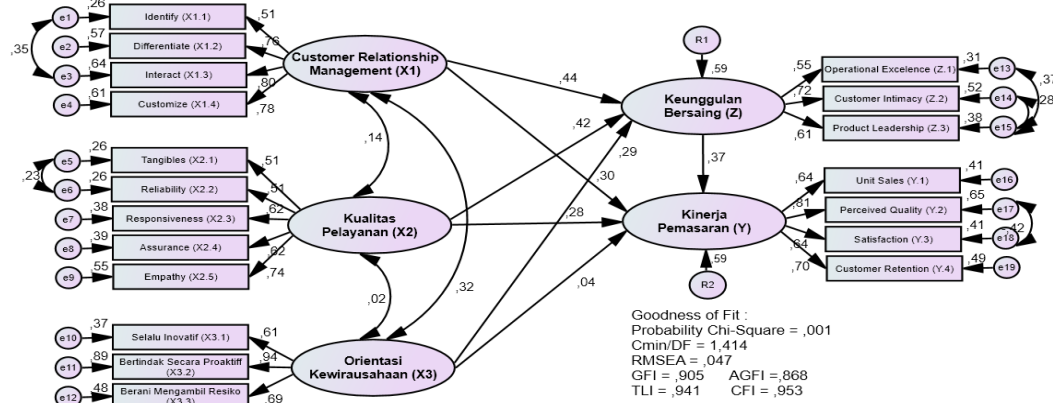 ,26
e1
Identify (X1.1)
,51
,35
,57
e2
Differentiate (X1.2)
,76
,64
e3
Interact (X1.3)
,80
,61
e4
Customize (X1.4)
,78
Customer Relationship
Management (X1)
,14
,26
e5
Tangibles (X2.1)
,51
,23
,26
e6
Reliability (X2.2)
,51
,38
e7
Responsiveness (X2.3)
,62
,39
e8
Assurance (X2.4)
,62
,55
e9
Empathy (X2.5)
,74
Kualitas
Pelayanan (X2)
,02
,32
,37
e10
Selalu Inovatif (X3.1)
,61
,89
e11
Bertindak Secara Proaktiff
(X3.2)
,94
,48
e12
Berani Mengambil Resiko
(X3.3)
,69
Orientasi
Kewirausahaan (X3)
,44
,42
,29
,30
,28
,04
R1
,59
Keunggulan
Bersaing (Z)
,37
Kinerja
Pemasaran (Y)
,59
R2
,55
Operational Excelence (Z.1)
,31
e13
,37
,72
Customer Intimacy (Z.2)
,52
e14
,28
,61
Product Leadership (Z.3)
,38
e15
,64
Unit Sales (Y.1)
,41
e16
,81
Perceived Quality (Y.2)
,65
e17
,64
Satisfaction (Y.3)
,41
e18
,42
,70
Customer Retention (Y.4)
,49
e19
Goodness of Fit :
Probability Chi-Square = ,001
Cmin/DF = 1,414
RMSEA = ,047
GFI = ,905 AGFI =,868
TLI = ,941 CFI = ,953